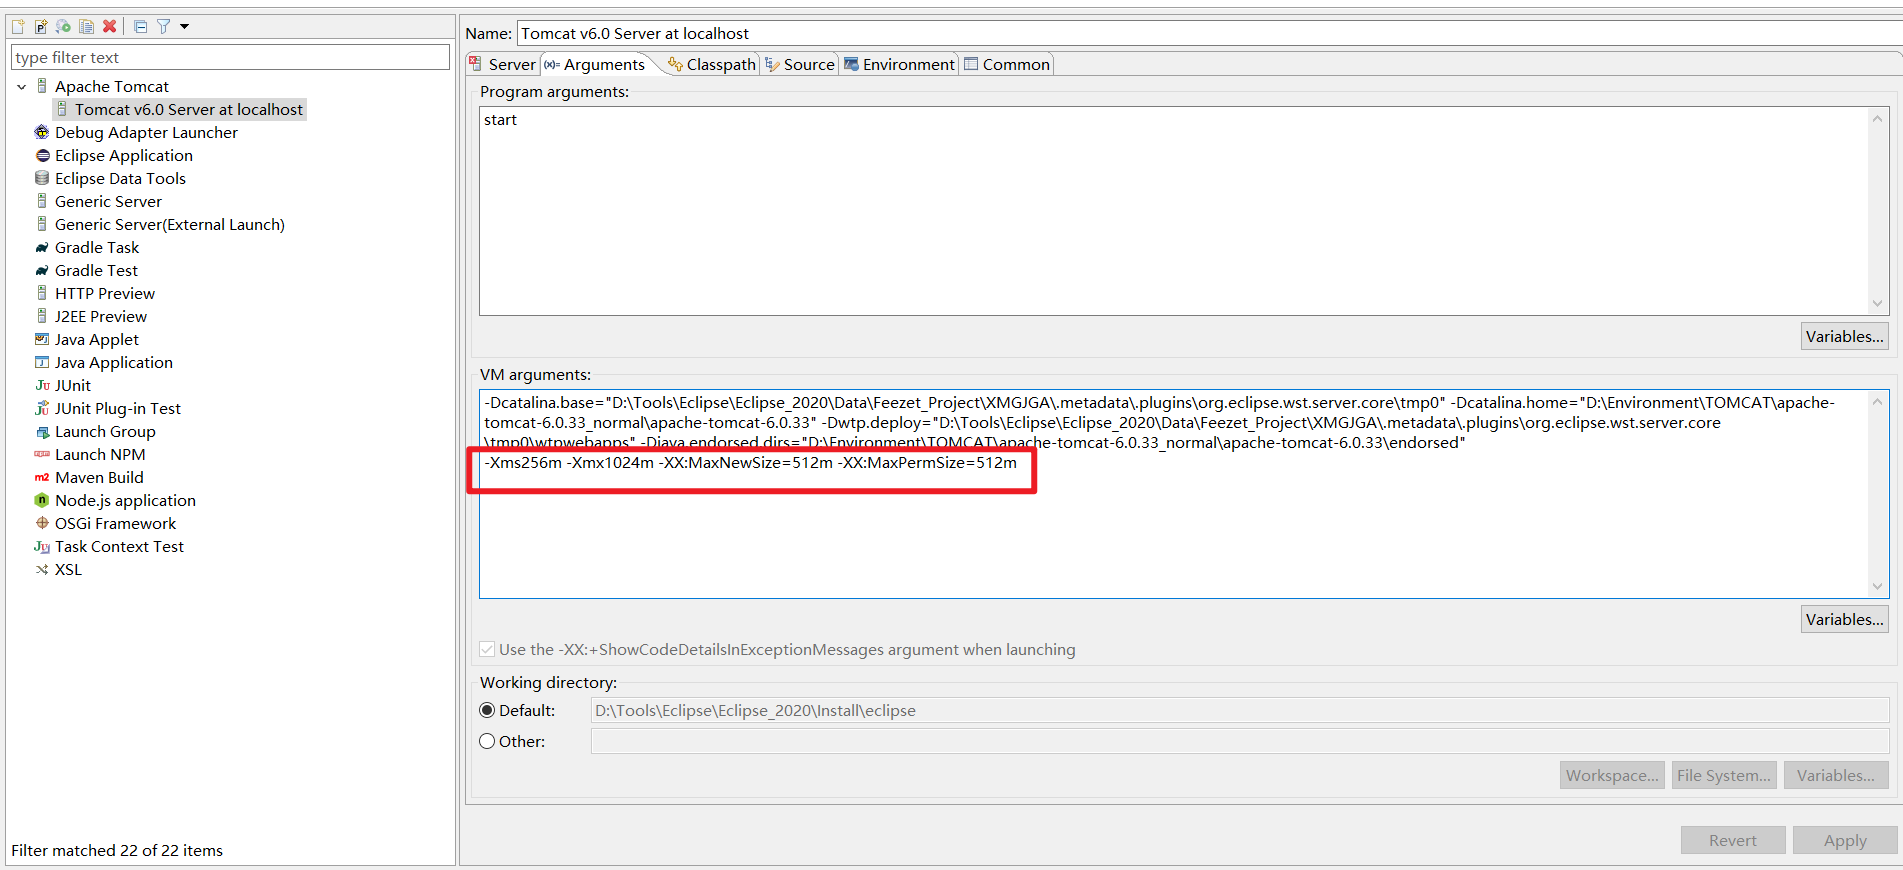 type filter text
Apache Tomcat
Tomcat v6.0 Server at localhost
Debug Adapter Launcher
Eclipse Application
Eclipse Data Tools
Generic Server
Generic Server(External Launch)
Gradle Task
Gradle Test
HTTP Preview
J2EE Preview
Java Applet
Java Application
JUnit
JUnit Plug-in Test
Launch Group
Launch NPM
Maven Build
Node.js application
OSGi Framework
Task Context Test
XSL
Filter matched 22 of 22 items
Name: Tomcat v6.0 Server at localhost
Server Arguments Classpath Source Environment Common
Program arguments:
start
Variables...
VM arguments:
-Dcatalina.base="D:\Tools\Eclipse\Eclipse_2020\Data\Feezet_Project\XMGJGA\.metadata\.plugins\org.eclipse.wst.server.core\tmp0" -Dcatalina.home="D:\Environment\TOMCAT\apache-
tomcat-6.0.33_normal\apache-tomcat-6.0.33" -Dwtp.deploy="D:\Tools\Eclipse\Eclipse_2020\Data\Feezet_Project\XMGJGA\.metadata\.plugins\org.eclipse.wst.server.core
\tmp0\wtpwebapps" -Djava.endorsed.dirs="D:\Environment\TOMCAT\apache-tomcat-6.0.33_normal\apache-tomcat-6.0.33\endorsed"
-Xms256m -Xmx1024m -XX:MaxNewSize=512m -XX:MaxPermSize=512m
Variables...
Use the -XX:+ShowCodeDetailsInExceptionMessages argument when launching
Working directory:
Default: D:\Tools\Eclipse\Eclipse_2020\Install\eclipse
Other:
Workspace... File System... Variables...
Revert Apply